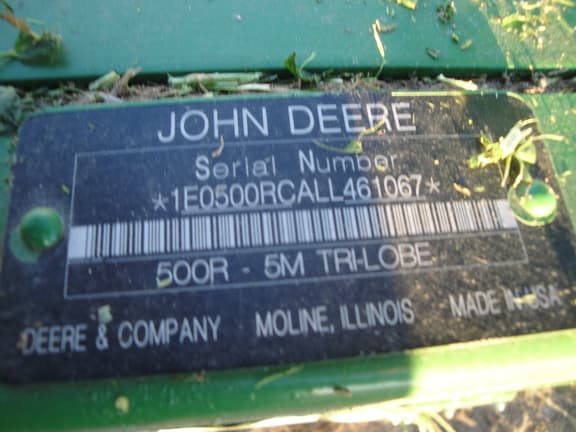 JOHN DEERE
Serial Number
*1E0500RCALL461067*
500R - 5M TRI-LOBE
DEERE & COMPANY MOLINE, ILLINOIS MADE IN USA